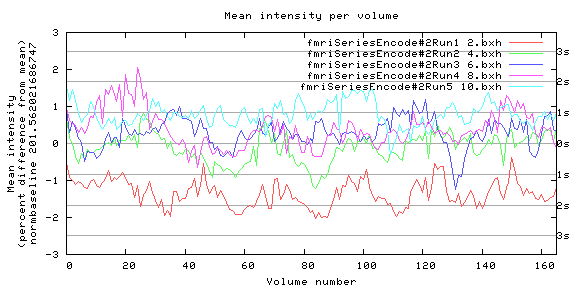 Mean intensity per volume
Mean intensity
(percent difference from mean)
normbaseline 201.562021686747
3
2
1
0
-1
-2
-3
fmriSeriesEncode#2Run1 2.bxh
fmriSeriesEncode#2Run2 4.bxh
fmriSeriesEncode#2Run3 6.bxh
fmriSeriesEncode#2Run4 8.bxh
fmriSeriesEncode#2Run5 10.bxh
3s
2s
1s
0s
1s
2s
3s
0 20 40 60 80 100 120 140 160
Volume number